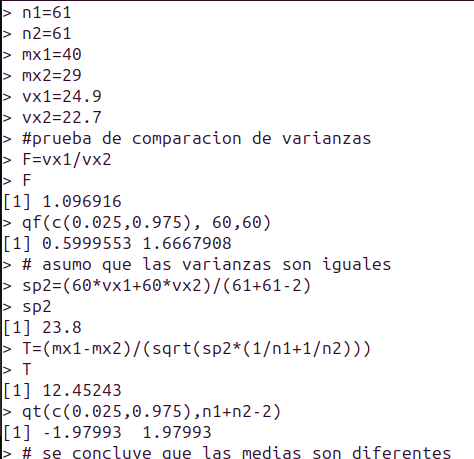 > n1=61
> n2=61
> mx1=40
> mx2=29
> vx1=24.9
> vx2=22.7
> #prueba de comparacion de varianzas
> F=vx1/vx2
> F
[1] 1.096916
> qf(c(0.025,0.975), 60,60)
[1] 0.5999553 1.6667908
> # asumo que las varianzas son iguales
> sp2=(60*vx1+60*vx2)/(61+61-2)
> sp2
[1] 23.8
> T=(mx1-mx2)/(sqrt(sp2*(1/n1+1/n2)))
> T
[1] 12.45243
> qt(c(0.025,0.975),n1+n2-2)
[1] -1.97993  1.97993
> # se concluye que las medias son diferentes